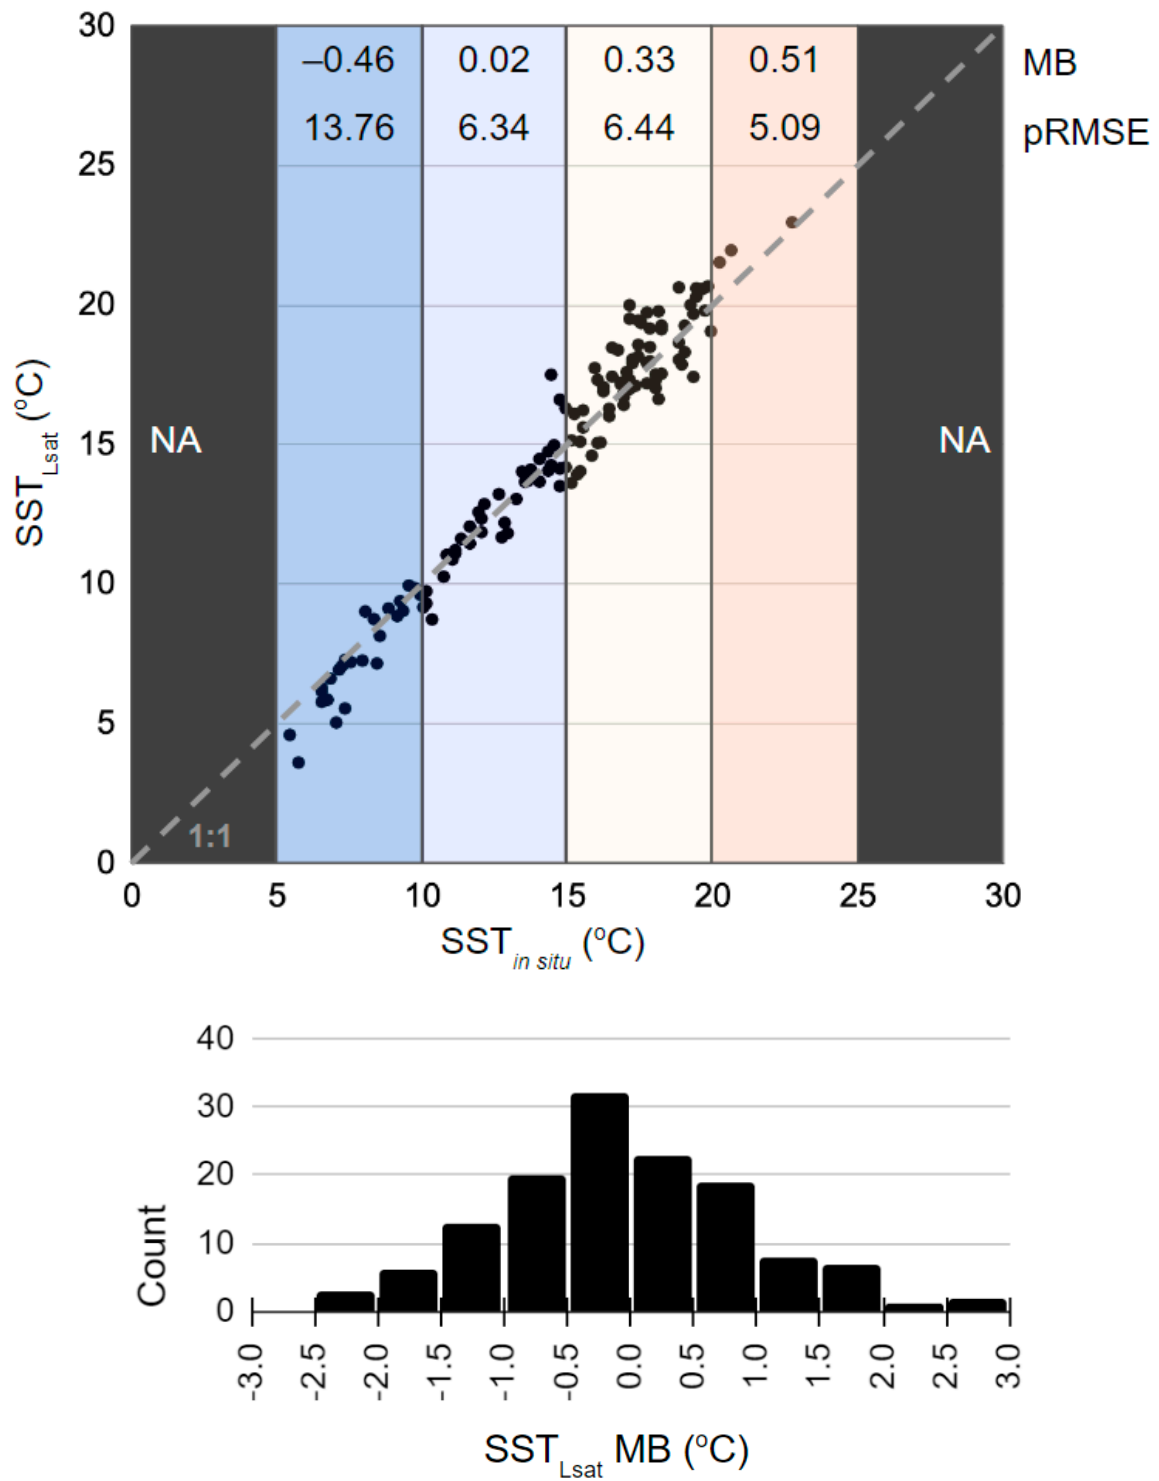 30
–0.46 0.02 0.33 0.51 MB
13.76 6.34 6.44 5.09 pRMSE
25
20
SST_Lsat (°C)
NA NA
15
10
5
1:1
0
0 5 10 15 20 25 30
SST_in situ (°C)
40
30
20
10
0
Count
-3.0 -2.5 -2.0 -1.5 -1.0 -0.5 0.0 0.5 1.0 1.5 2.0 2.5 3.0
SST_Lsat MB (°C)